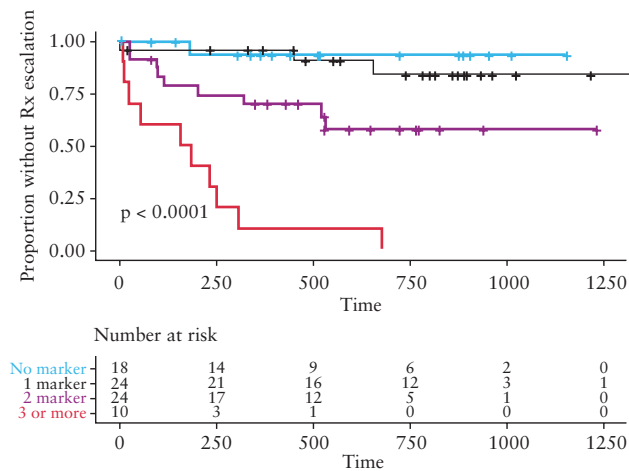 Proportion without Rx escalation
1.00
0.75
0.50
0.25
0.00
p < 0.0001
0 250 500 750 1000 1250
Time
Number at risk
No marker 18 14 9 6 2 0
1 marker 24 21 16 12 3 1
2 marker 24 17 12 5 1 0
3 or more 10 3 1 0 0 0
0 250 500 750 1000 1250
Time